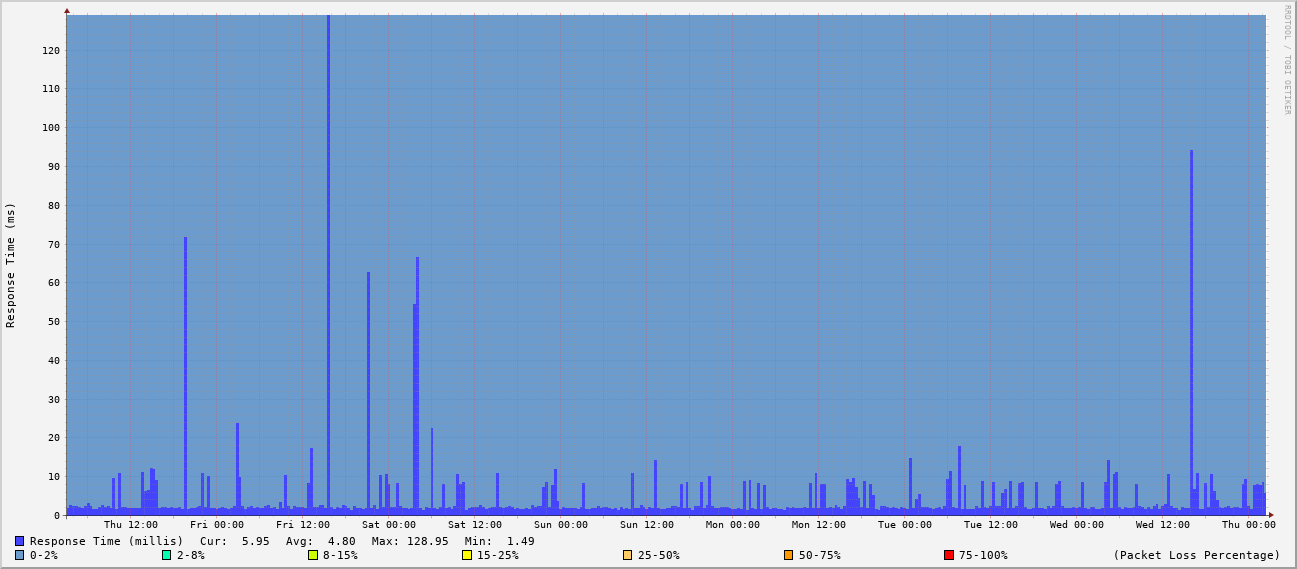 RRDTOOL / TOBI OETIKER
Response Time (ms)
120
110
100
90
80
70
60
50
40
30
20
10
0
Thu 12:00 Fri 00:00 Fri 12:00 Sat 00:00 Sat 12:00 Sun 00:00 Sun 12:00 Mon 00:00 Mon 12:00 Tue 00:00 Tue 12:00 Wed 00:00 Wed 12:00 Thu 00:00
Response Time (millis) Cur: 5.95 Avg: 4.80 Max: 128.95 Min: 1.49
0-2% 2-8% 8-15% 15-25% 25-50% 50-75% 75-100% (Packet Loss Percentage)